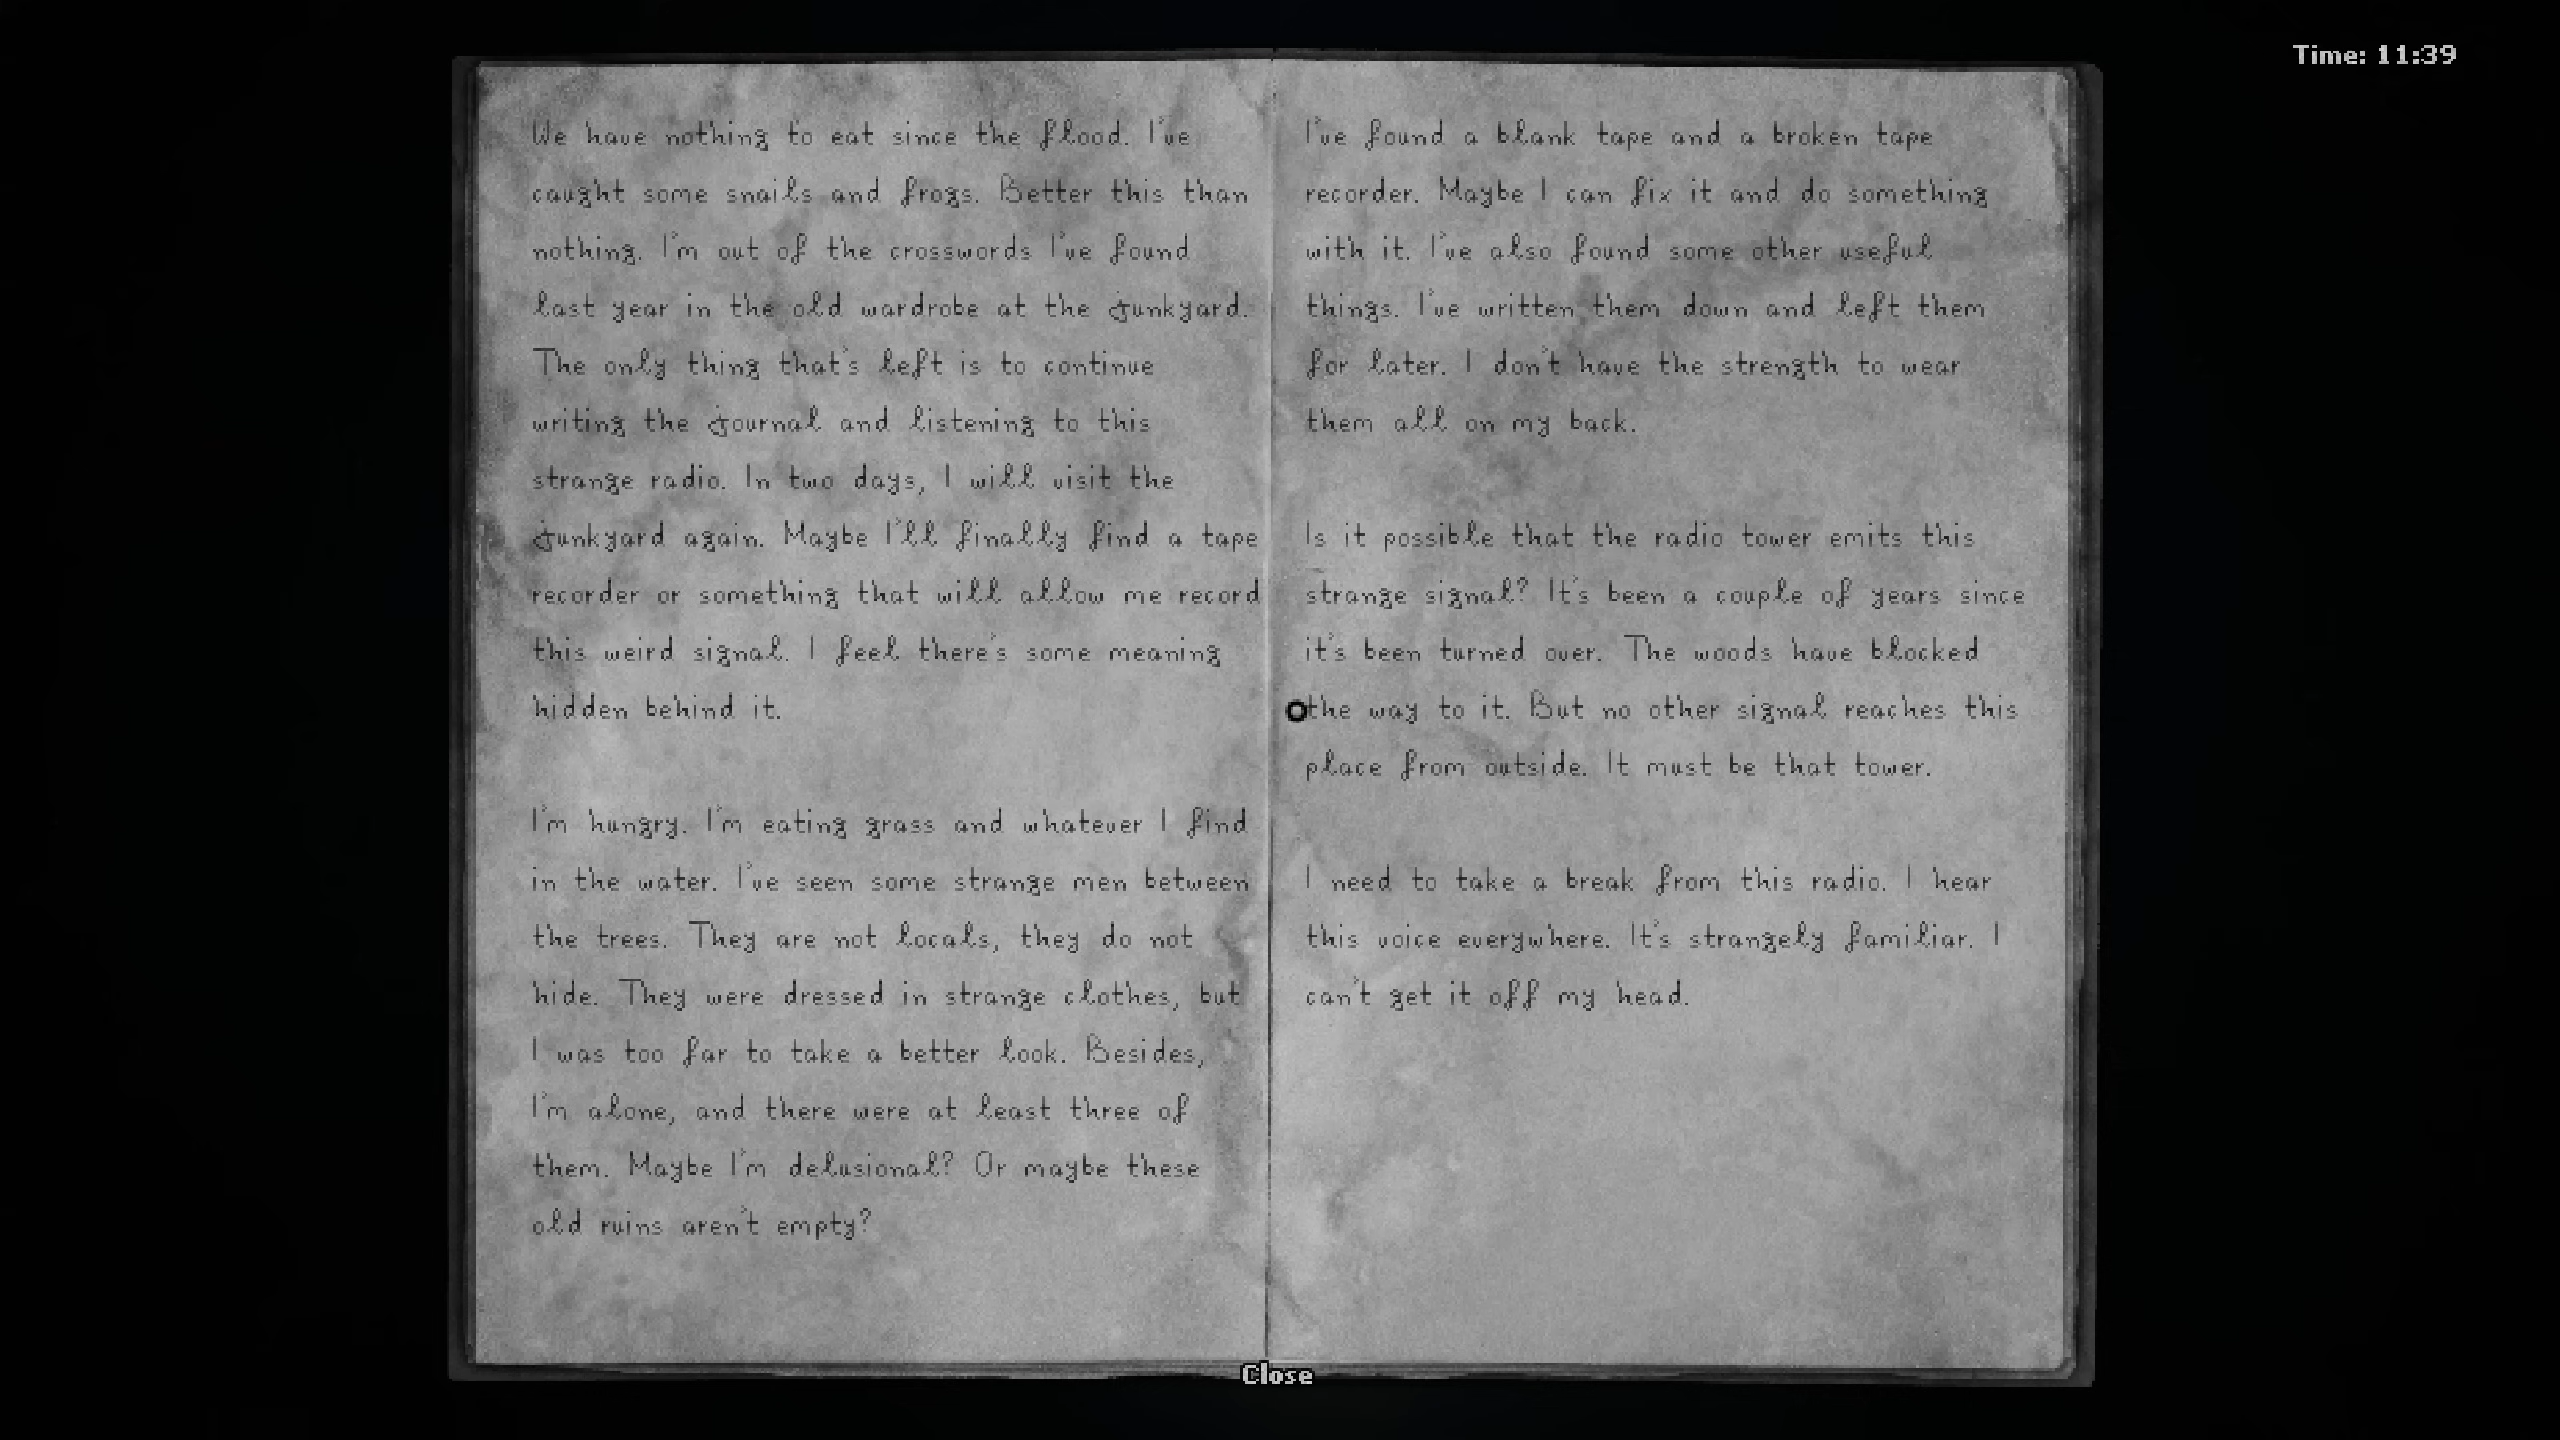 Time: 11:39
We have nothing to eat since the flood. I've
caught some snails and frogs. Better this than
nothing. I'm out of the crosswords I've found
last year in the old wardrobe at the junkyard.
The only thing that's left is to continue
writing the journal and listening to this
strange radio. In two days, I will visit the
junkyard again. Maybe I'll finally find a tape
recorder or something that will allow me record
this weird signal. I feel there's some meaning
hidden behind it.
I'm hungry. I'm eating grass and whatever I find
in the water. I've seen some strange men between
the trees. They are not locals, they do not
hide. They were dressed in strange clothes, but
I was too far to take a better look. Besides,
I'm alone, and there were at least three of
them. Maybe I'm delusional? Or maybe these
old ruins aren't empty?
I've found a blank tape and a broken tape
recorder. Maybe I can fix it and do something
with it. I've also found some other useful
things. I've written them down and left them
for later. I don't have the strength to wear
them all on my back.
Is it possible that the radio tower emits this
strange signal? It's been a couple of years since
it's been turned over. The woods have blocked
the way to it. But no other signal reaches this
place from outside. It must be that tower.
I need to take a break from this radio. I hear
this voice everywhere. It's strangely familiar. I
can't get it off my head.
Close